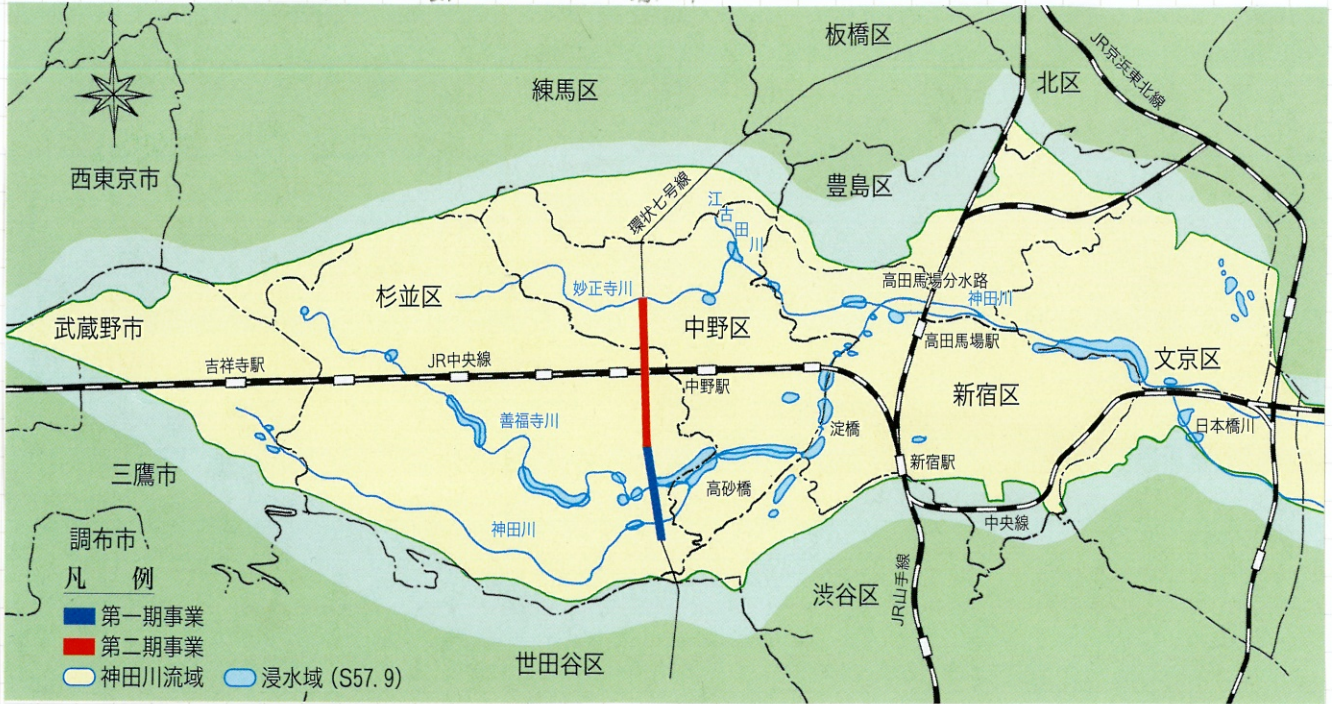 板橋区
JR京浜東北線
北区
練馬区
西東京市
豊島区
環状七号線
江古田川
高田馬場分水路
神田川
妙正寺川
杉並区
中野区
武蔵野市
高田馬場駅
文京区
吉祥寺駅
JR中央線
中野駅
新宿区
善福寺川
淀橋
日本橋川
新宿駅
三鷹市
高砂橋
神田川
中央線
調布市
JR山手線
渋谷区
世田谷区
凡 例
第一期事業
第二期事業
神田川流域 浸水域 (S57.9)